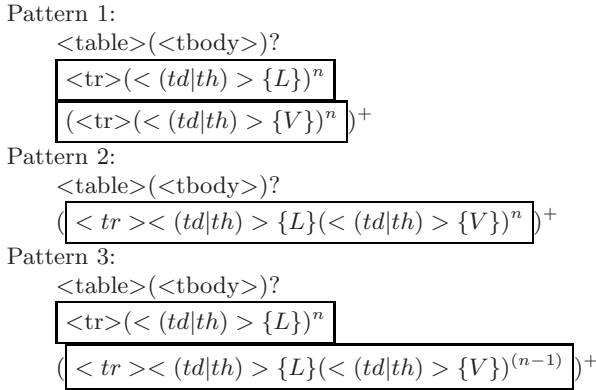 Pattern 1:
<table>(<tbody>)?
<tr>(< (td|th) > {L})^n
(<tr>(< (td|th) > {V})^n)^+
Pattern 2:
<table>(<tbody>)?
(< tr >< (td|th) > {L}(< (td|th) > {V})^n)^+
Pattern 3:
<table>(<tbody>)?
<tr>(< (td|th) > {L})^n
(< tr >< (td|th) > {L}(< (td|th) > {V})^(n−1))^+